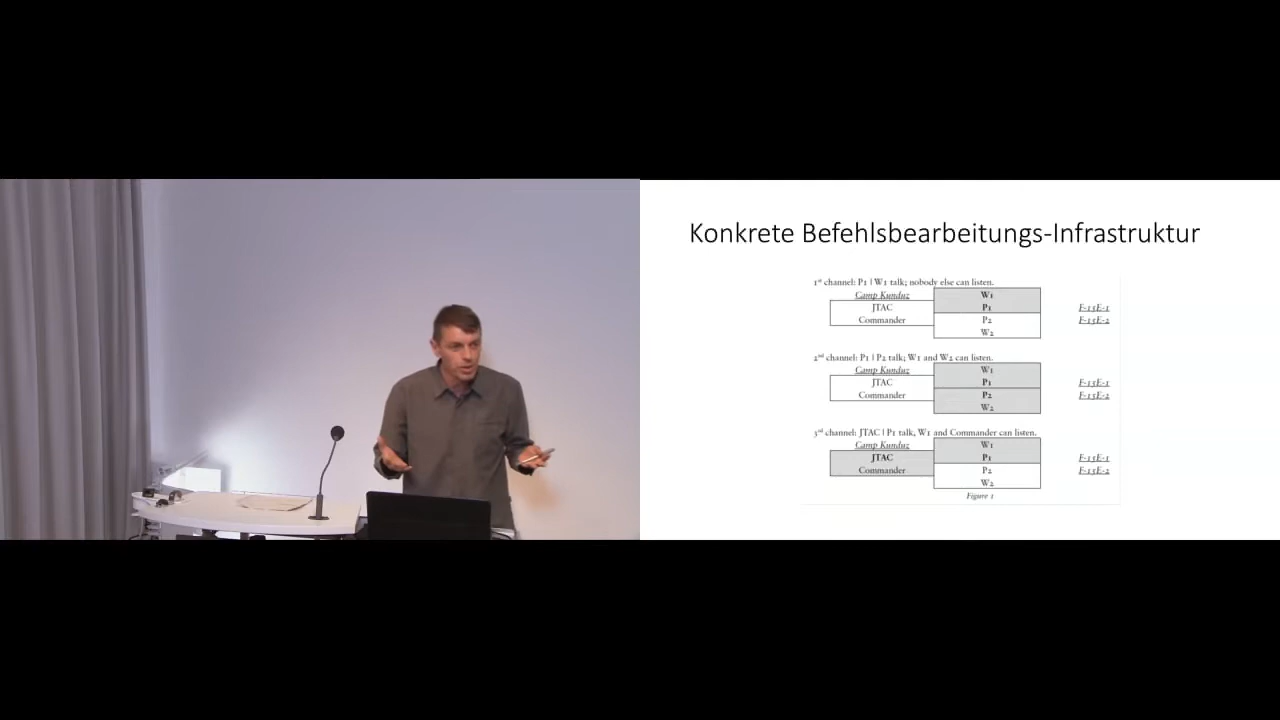 Konkrete Befehlsbearbeitungs-Infrastruktur
1st channel: P1 | W1 talk; nobody else can listen.
Camp Kunduz W1
JTAC P1 F-15E-1
Commander P2 F-15E-2
W2
2nd channel: P1 | P2 talk; W1 and W2 can listen.
Camp Kunduz W1
JTAC P1 F-15E-1
Commander P2 F-15E-2
W2
3rd channel: JTAC | P1 talk, W1 and Commander can listen.
Camp Kunduz W1
JTAC P1 F-15E-1
Commander P2 F-15E-2
W2
Figure 1